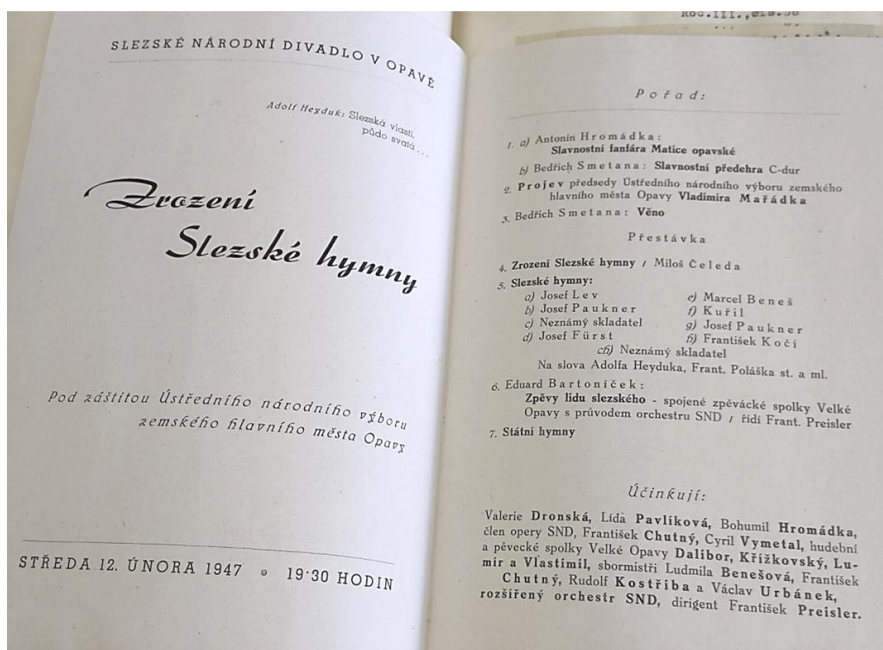 SLEZSKÉ NÁRODNÍ DIVADLO V OPAVĚ
Adolf Heyduk: Slezská vlasti,
půdo svatá...
Zrození
Slezské hymny
Pod záštitou Ústředního národního výboru
zemského hlavního města Opavy
STŘEDA 12. ÚNORA 1947 • 19·30 HODIN
Pořad:
1. a) Antonín Hromádka:
Slavnostní fanfára Matice opavské
b) Bedřich Smetana: Slavnostní předehra C-dur
2. Projev předsedy Ústředního národního výboru zemského
hlavního města Opavy Vladimíra Mařádka
3. Bedřich Smetana: Věno
Přestávka
4. Zrození Slezské hymny / Miloš Čeleda
5. Slezské hymny:
a) Josef Lev
b) Josef Paukner
c) Neznámý skladatel
d) Josef Fürst
e) Marcel Beneš
f) Kuřil
g) Josef Paukner
h) František Kočí
ch) Neznámý skladatel
Na slova Adolfa Heyduka, Frant. Poláška st. a ml.
6. Eduard Bartoníček:
Zpěvy lidu slezského - spojené zpěvácké spolky Velké
Opavy s průvodem orchestru SND / řídí Frant. Preisler
7. Státní hymny
Účinkují:
Valerie Dronská, Lída Pavlíková, Bohumil Hromádka,
člen opery SND, František Chutný, Cyril Vymetal, hudební
a pěvecké spolky Velké Opavy Dalibor, Křížkovský, Lu-
mír a Vlastimil, sbormistři Ludmila Benešová, František
Chutný, Rudolf Kostřiba a Václav Urbánek,
rozšířený orchestr SND, dirigent František Preisler.